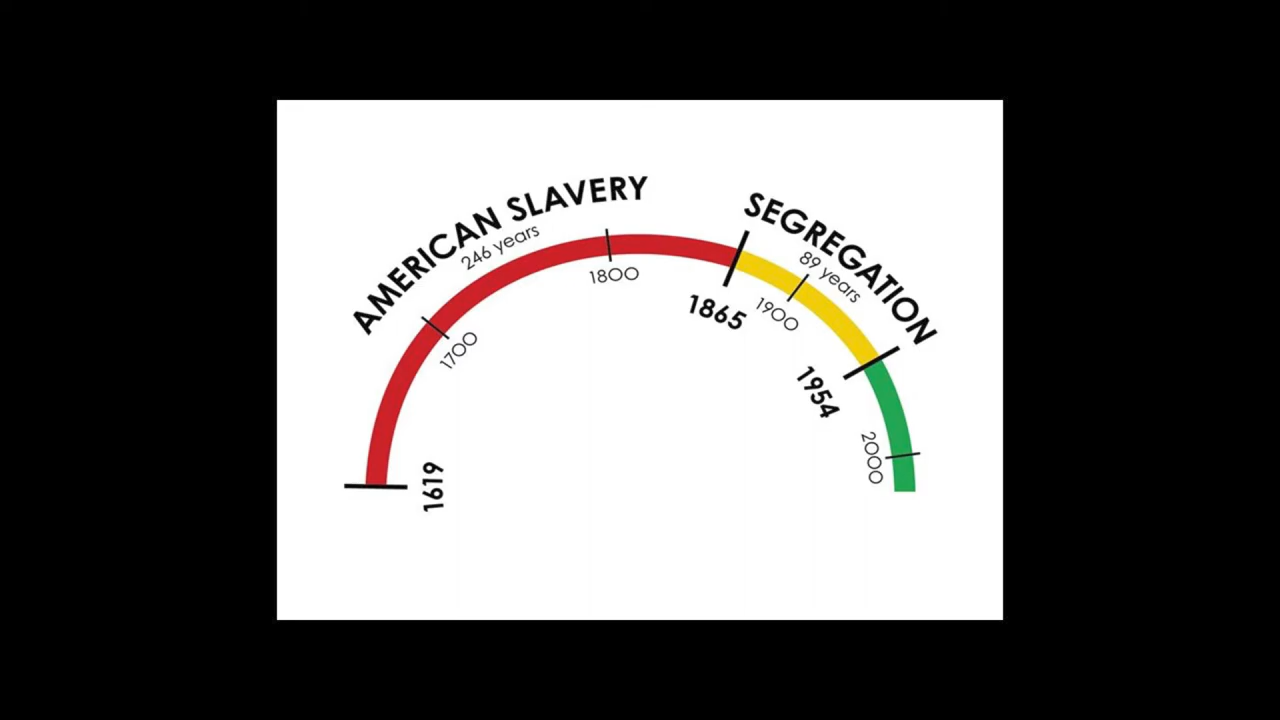 AMERICAN SLAVERY
246 years
SEGREGATION
89 years
1619
1700
1800
1865
1900
1954
2000